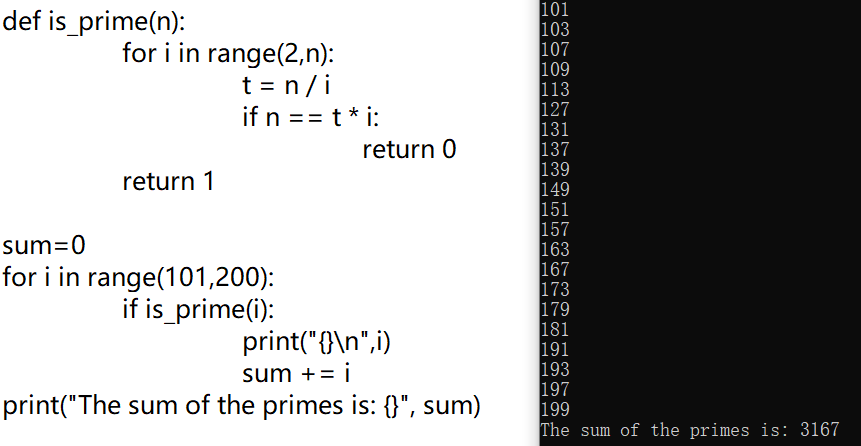 def is_prime(n):
for i in range(2,n):
t = n / i
if n == t * i:
return 0
return 1
sum=0
for i in range(101,200):
if is_prime(i):
print("{}\n",i)
sum += i
print("The sum of the primes is: {}", sum)
101
103
107
109
113
127
131
137
139
149
151
157
163
167
173
179
181
191
193
197
199
The sum of the primes is: 3167